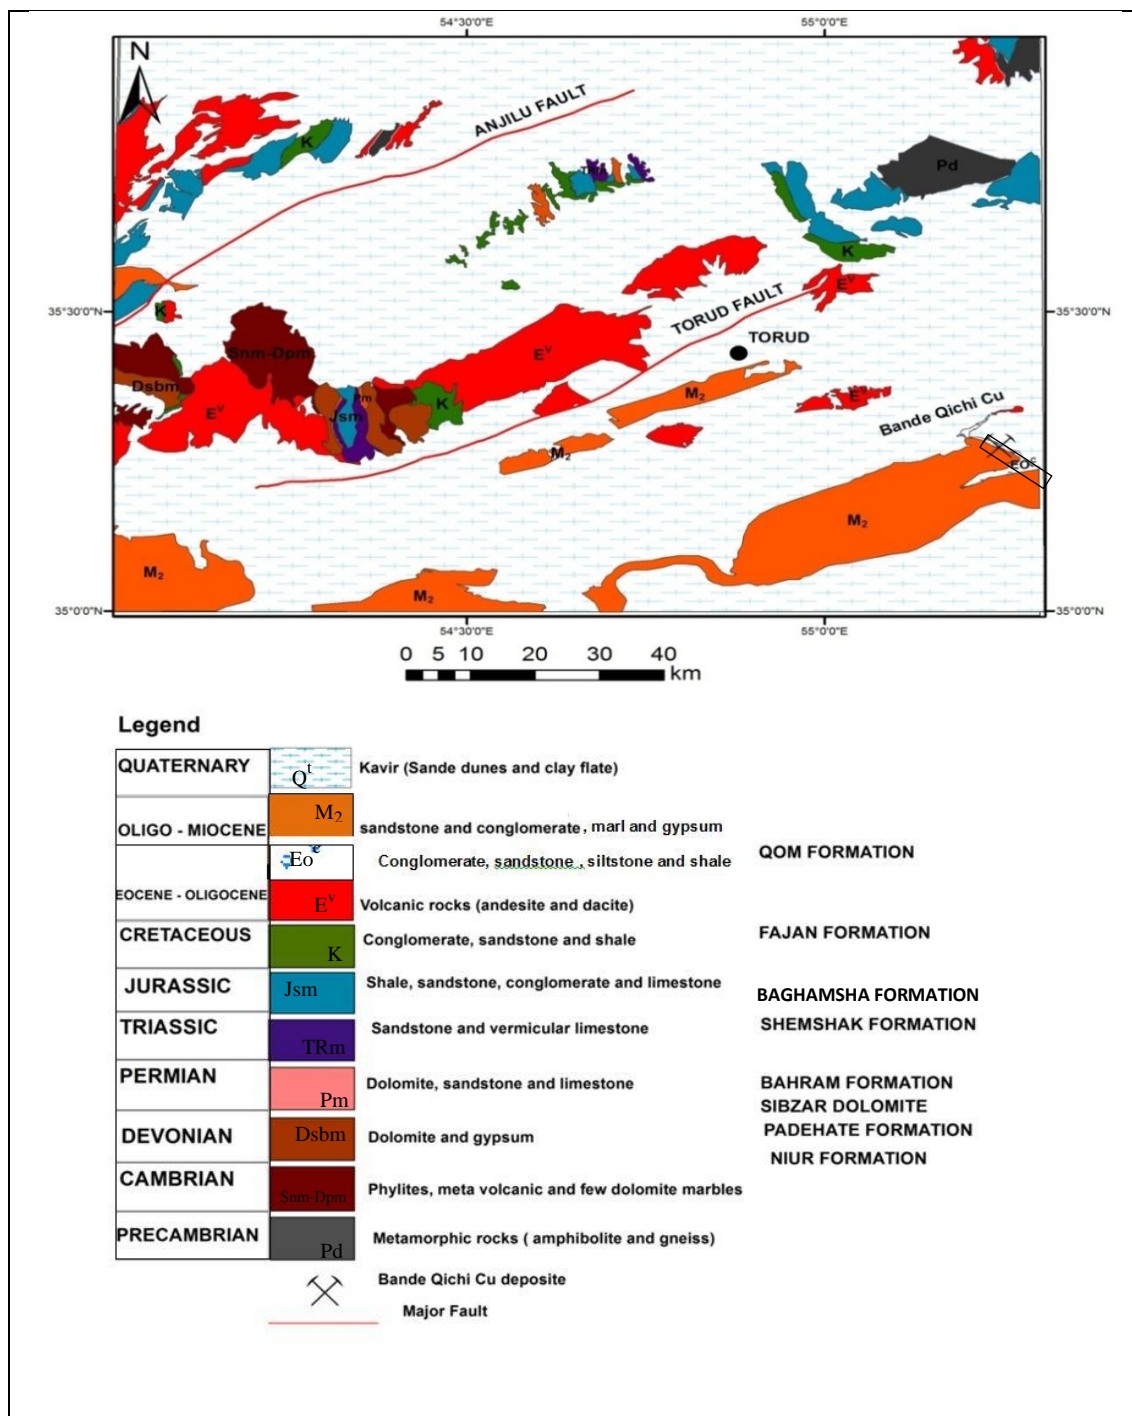 54°30'0"E 55°0'0"E
N
ANJILU FAULT
K
Pd
K
E^v
35°30'0"N 35°30'0"N
K
TORUD FAULT
TORUD
Snm-Dpm
E^v
Dsbm
Pm
M₂
E^v
K
E^v
Jsm
Bande Qichi Cu
M₂
EO^c
M₂
M₂
M₂
35°0'0"N 35°0'0"N
54°30'0"E 55°0'0"E
0 5 10 20 30 40
km
Legend
QUATERNARY Q^t Kavir (Sande dunes and clay flate)
OLIGO - MIOCENE M₂ sandstone and conglomerate , marl and gypsum
Eo^c Conglomerate, sandstone , siltstone and shale QOM FORMATION
EOCENE - OLIGOCENE E^v Volcanic rocks (andesite and dacite)
CRETACEOUS K Conglomerate, sandstone and shale FAJAN FORMATION
JURASSIC Jsm Shale, sandstone, conglomerate and limestone
BAGHAMSHA FORMATION
TRIASSIC TRm Sandstone and vermicular limestone SHEMSHAK FORMATION
PERMIAN Pm Dolomite, sandstone and limestone BAHRAM FORMATION
SIBZAR DOLOMITE
DEVONIAN Dsbm Dolomite and gypsum PADEHATE FORMATION
NIUR FORMATION
CAMBRIAN Snm-Dpm Phylites, meta volcanic and few dolomite marbles
PRECAMBRIAN Pd Metamorphic rocks ( amphibolite and gneiss)
Bande Qichi Cu deposite
Major Fault